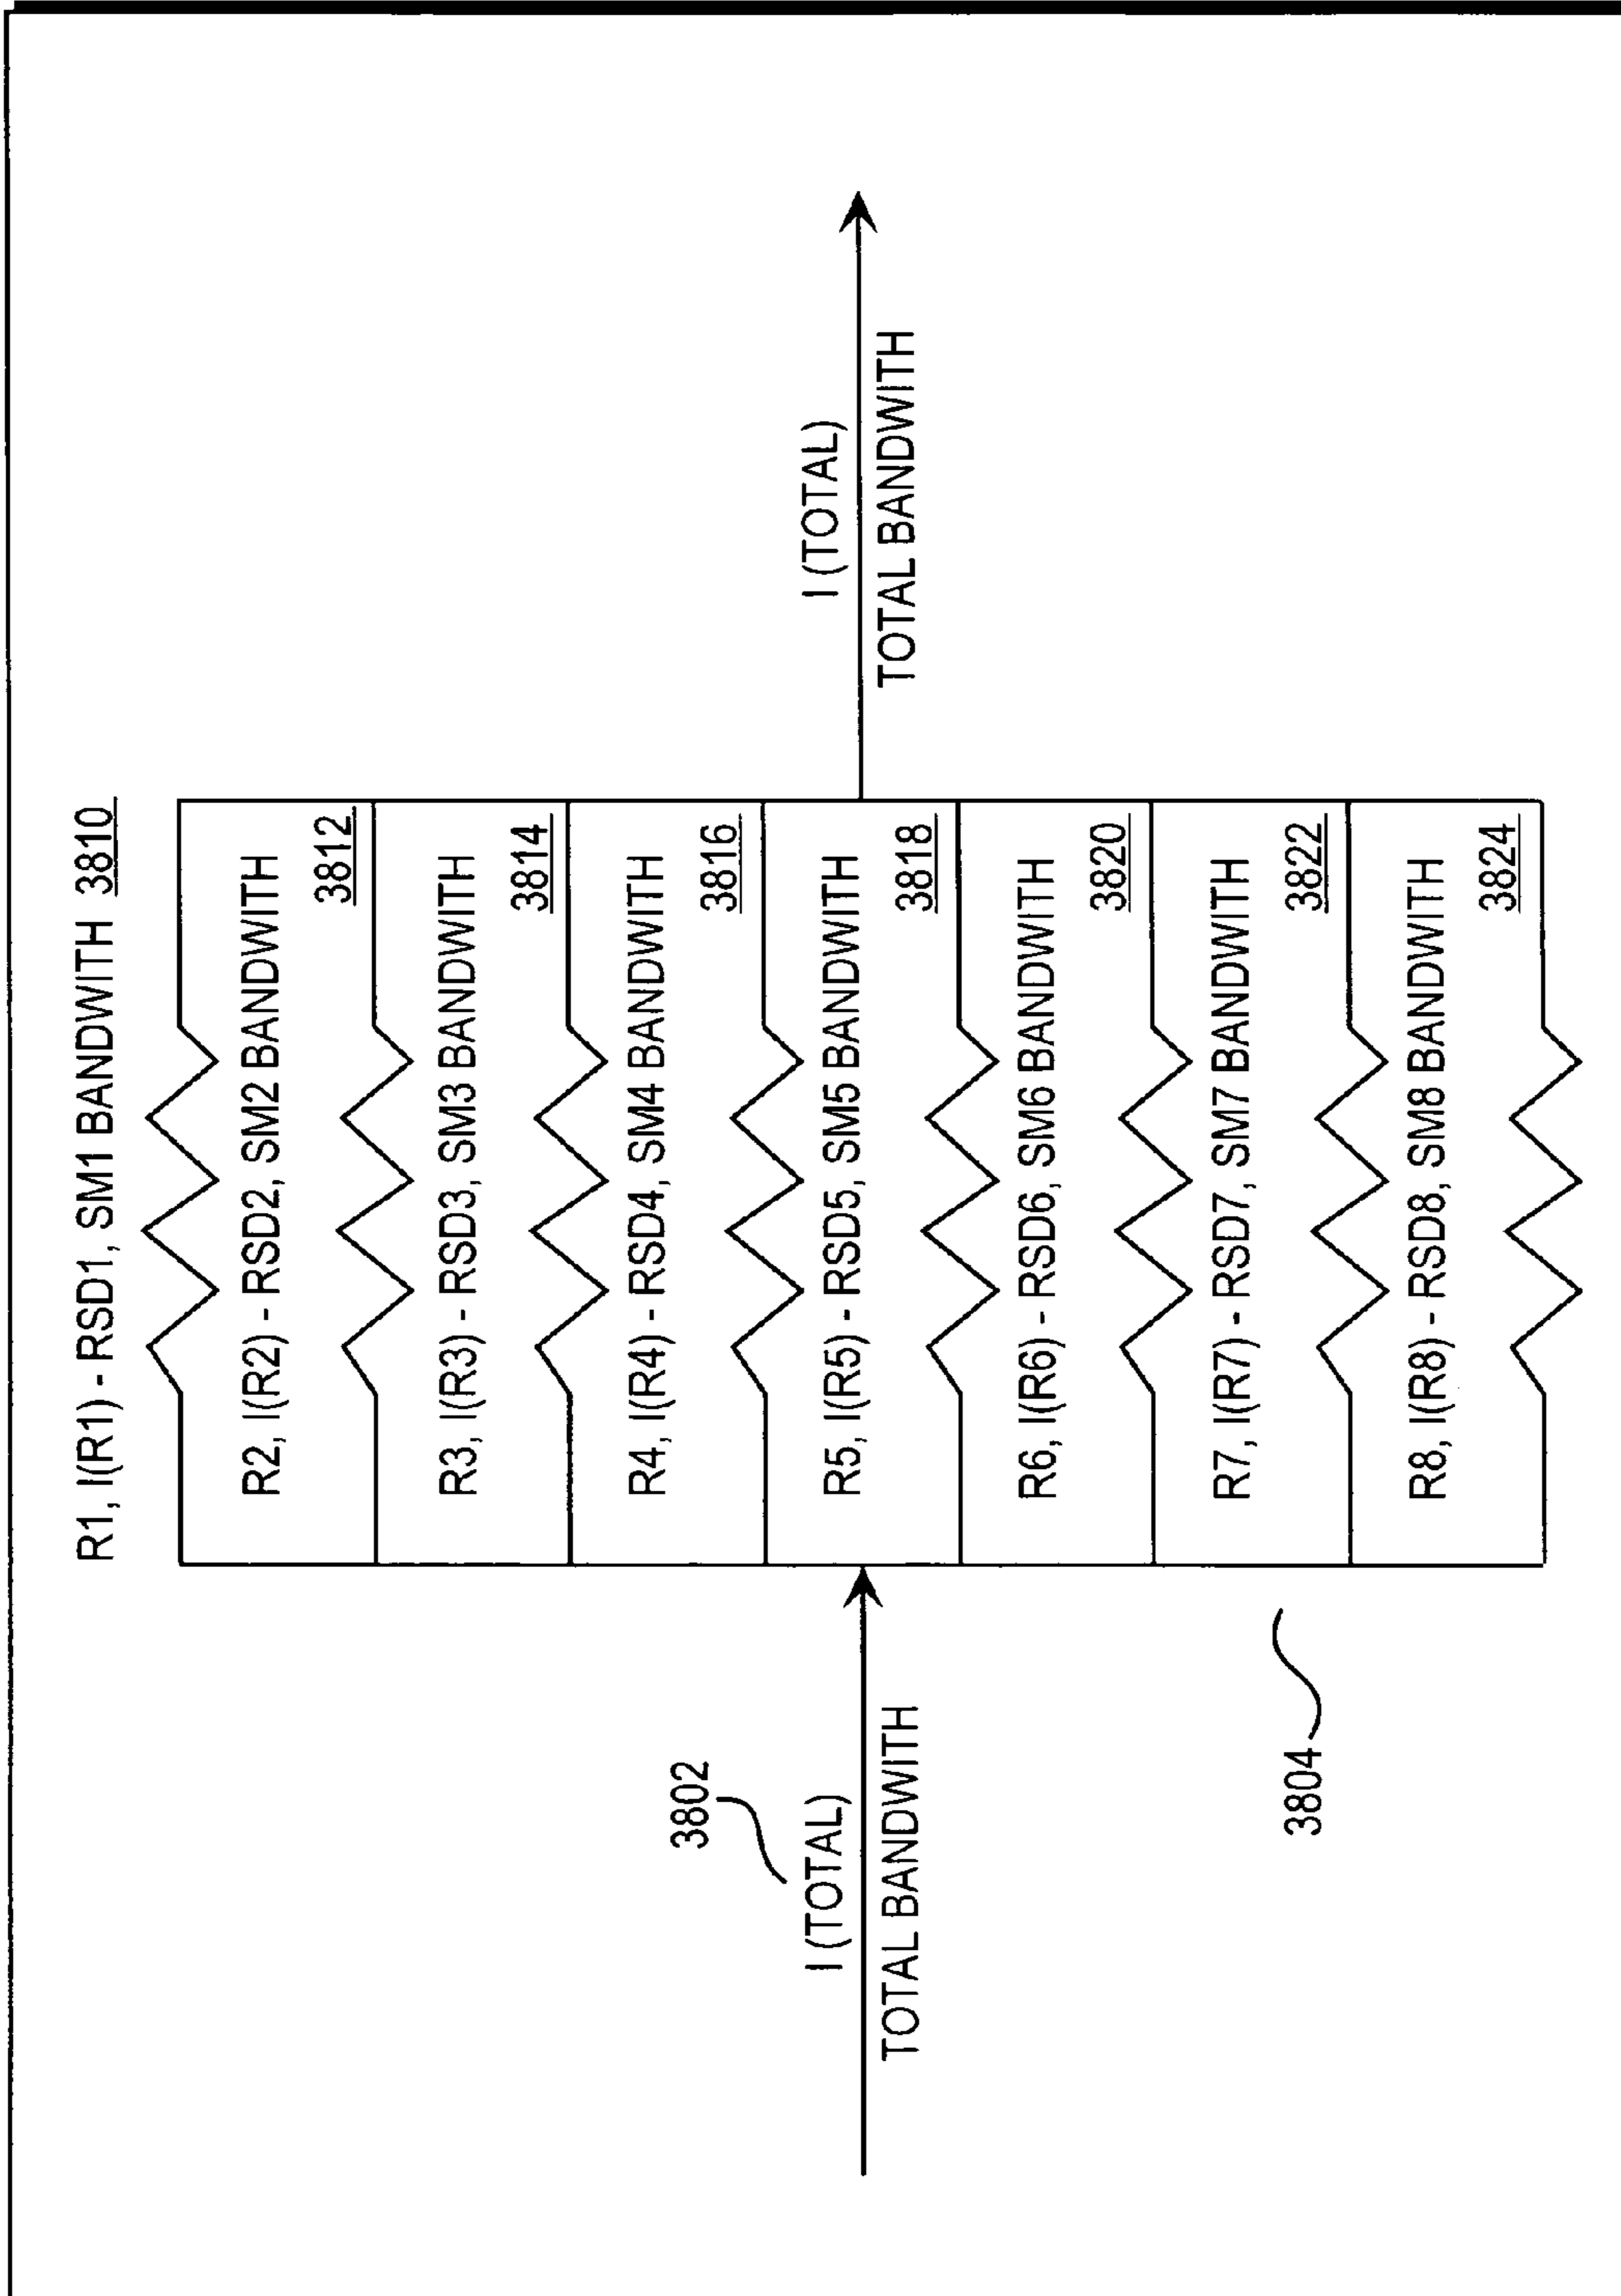 R1, I(R1) - RSD1, SM1 BANDWITH 3810
R2, I(R2) - RSD2, SM2 BANDWITH
3812
R3, I(R3) - RSD3, SM3 BANDWITH
3814
R4, I(R4) - RSD4, SM4 BANDWITH
3816
R5, I(R5) - RSD5, SM5 BANDWITH
3818
R6, I(R6) - RSD6, SM6 BANDWITH
3820
R7, I(R7) - RSD7, SM7 BANDWITH
3822
R8, I(R8) - RSD8, SM8 BANDWITH
3824
3802
I (TOTAL)
TOTAL BANDWITH
3804
I (TOTAL)
TOTAL BANDWITH